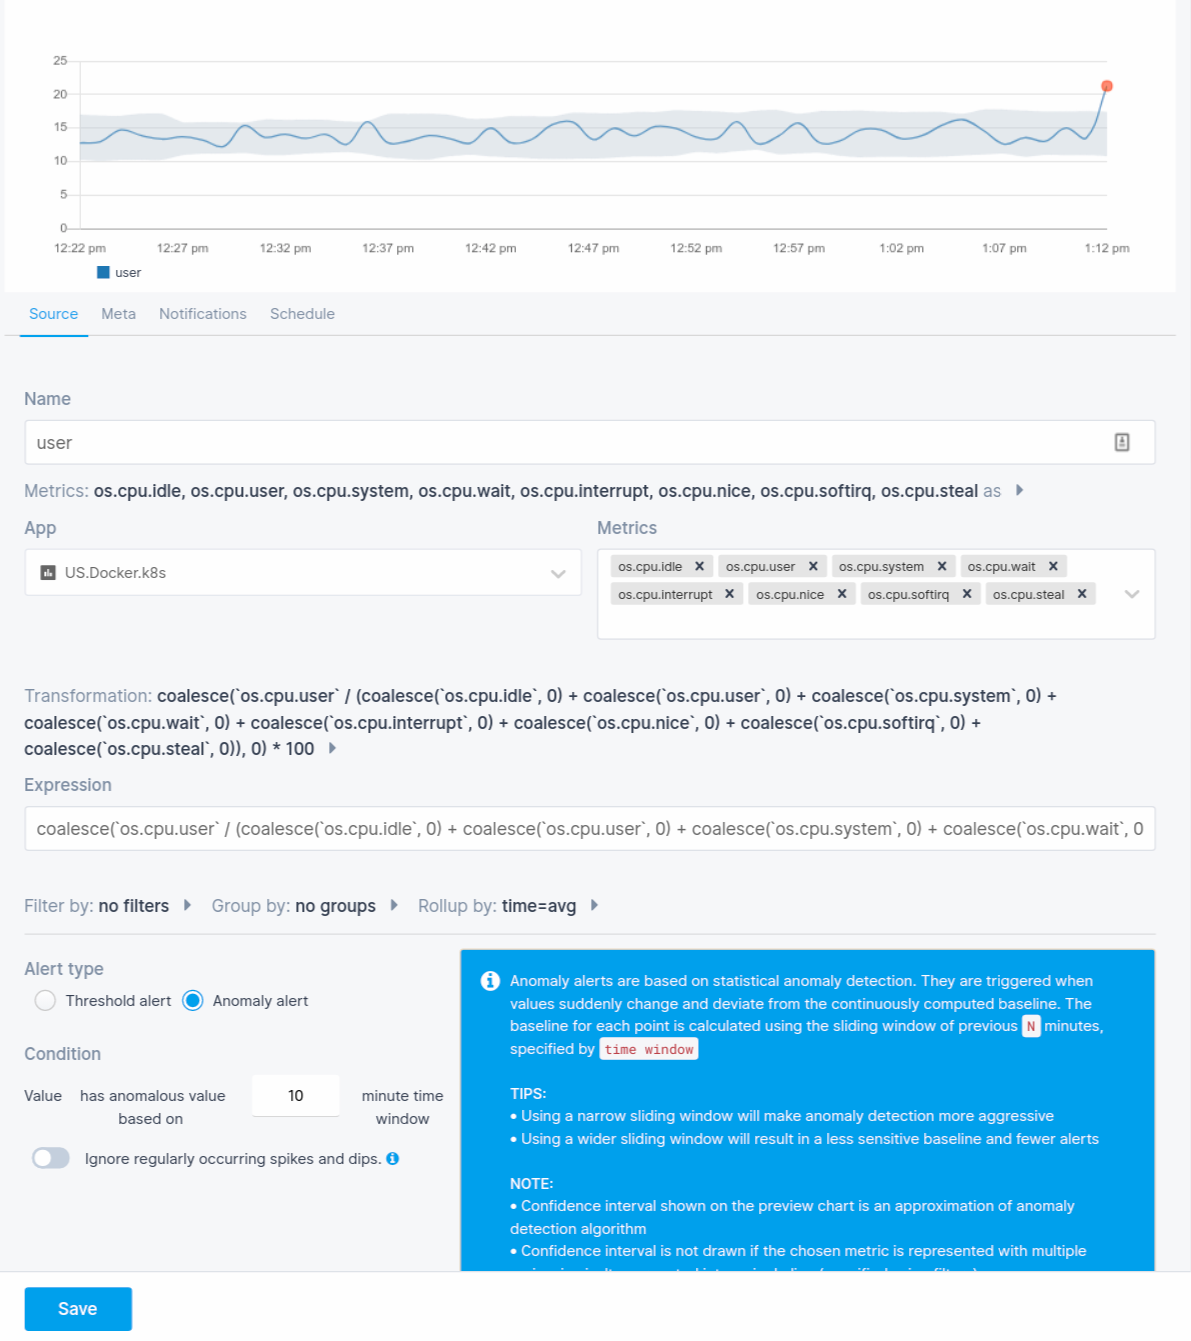 25
20
15
10
5
0
12:22 pm 12:27 pm 12:32 pm 12:37 pm 12:42 pm 12:47 pm 12:52 pm 12:57 pm 1:02 pm 1:07 pm 1:12 pm
user
Source Meta Notifications Schedule
Name
user
Metrics: os.cpu.idle, os.cpu.user, os.cpu.system, os.cpu.wait, os.cpu.interrupt, os.cpu.nice, os.cpu.softirq, os.cpu.steal as
App
US.Docker.k8s
Metrics
os.cpu.idle × os.cpu.user × os.cpu.system × os.cpu.wait ×
os.cpu.interrupt × os.cpu.nice × os.cpu.softirq × os.cpu.steal ×
Transformation: coalesce(`os.cpu.user` / (coalesce(`os.cpu.idle`, 0) + coalesce(`os.cpu.user`, 0) + coalesce(`os.cpu.system`, 0) +
coalesce(`os.cpu.wait`, 0) + coalesce(`os.cpu.interrupt`, 0) + coalesce(`os.cpu.nice`, 0) + coalesce(`os.cpu.softirq`, 0) +
coalesce(`os.cpu.steal`, 0)), 0) * 100
Expression
coalesce(`os.cpu.user` / (coalesce(`os.cpu.idle`, 0) + coalesce(`os.cpu.user`, 0) + coalesce(`os.cpu.system`, 0) + coalesce(`os.cpu.wait`, 0
Filter by: no filters Group by: no groups Rollup by: time=avg
Alert type
Threshold alert Anomaly alert
Condition
Value has anomalous value based on 10 minute time window
Ignore regularly occurring spikes and dips.
Anomaly alerts are based on statistical anomaly detection. They are triggered when
values suddenly change and deviate from the continuously computed baseline. The
baseline for each point is calculated using the sliding window of previous N minutes,
specified by time window
TIPS:
• Using a narrow sliding window will make anomaly detection more aggressive
• Using a wider sliding window will result in a less sensitive baseline and fewer alerts
NOTE:
• Confidence interval shown on the preview chart is an approximation of anomaly
detection algorithm
• Confidence interval is not drawn if the chosen metric is represented with multiple
Save